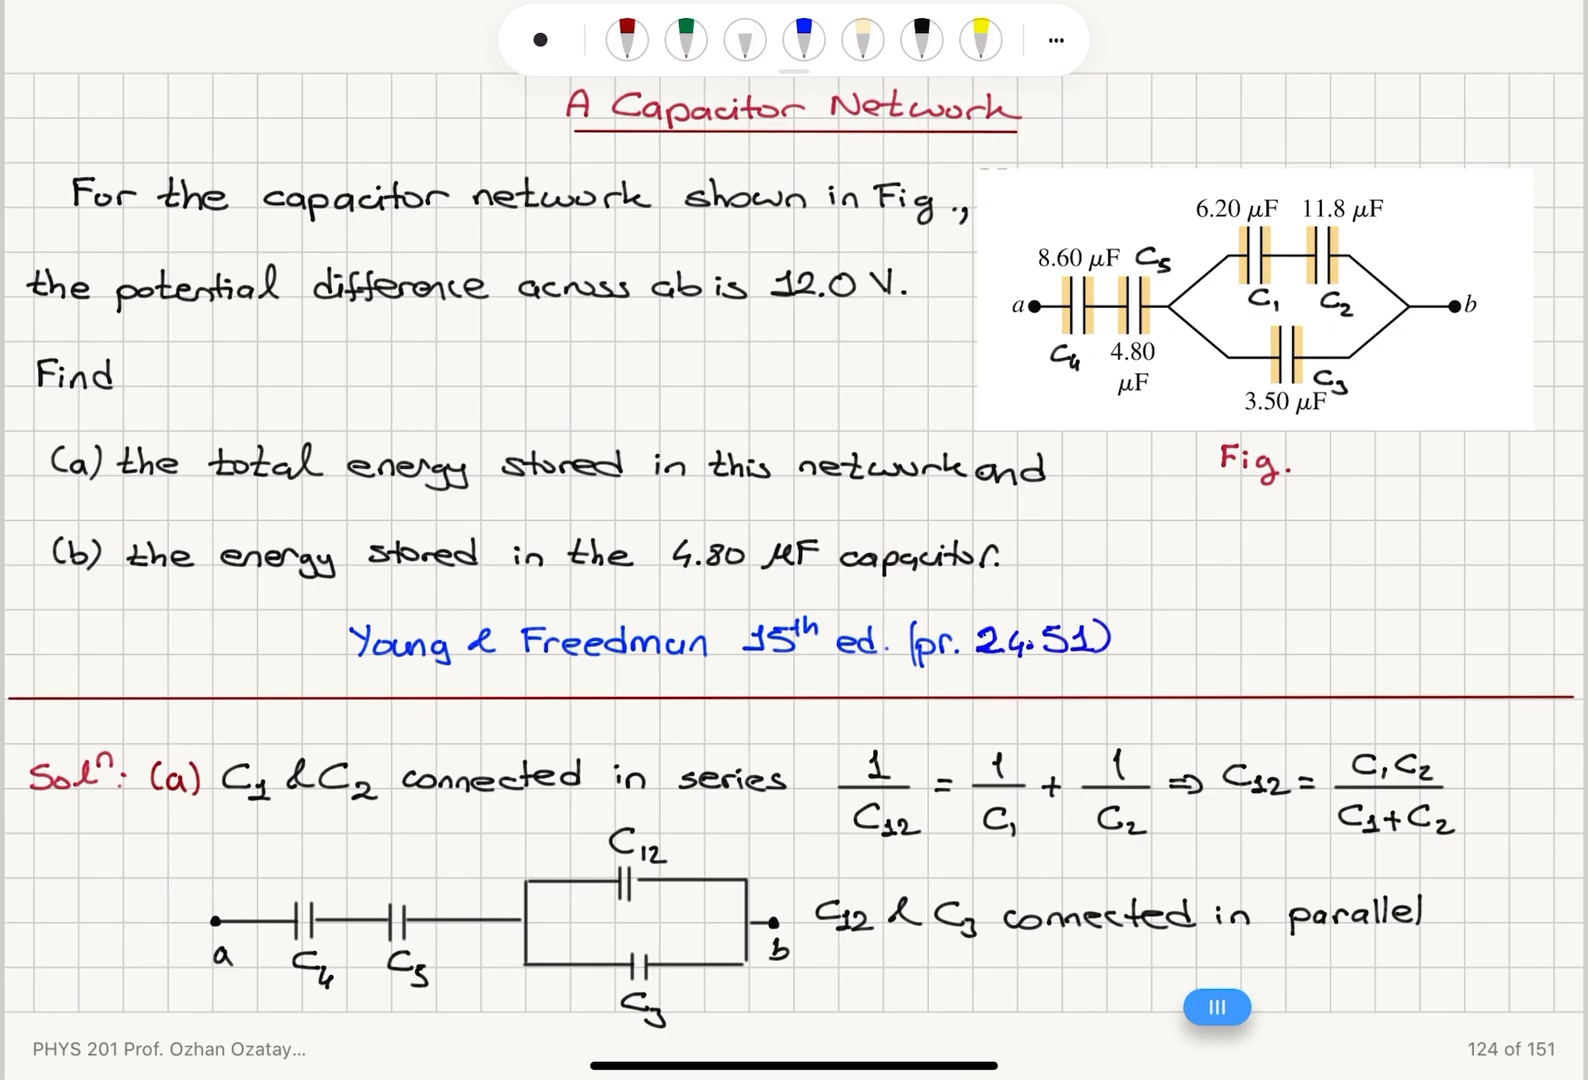 A Capacitor Network
For the capacitor network shown in Fig.,
the potential difference across ab is 12.0 V.
Find
(a) the total energy stored in this network and
(b) the energy stored in the 4.80 μF capacitor.
Young & Freedman 15th ed. (pr. 24.51)
6.20 μF 11.8 μF
8.60 μF C5
C1 C2
a b
C4 4.80
μF
C3
3.50 μF
Fig.
Solⁿ: (a) C1 & C2 connected in series 1/C12 = 1/C1 + 1/C2 ⇒ C12 = C1C2/C1+C2
C12
a C4 C5 b
C3
C12 & C3 connected in parallel
PHYS 201 Prof. Ozhan Ozatay...
124 of 151